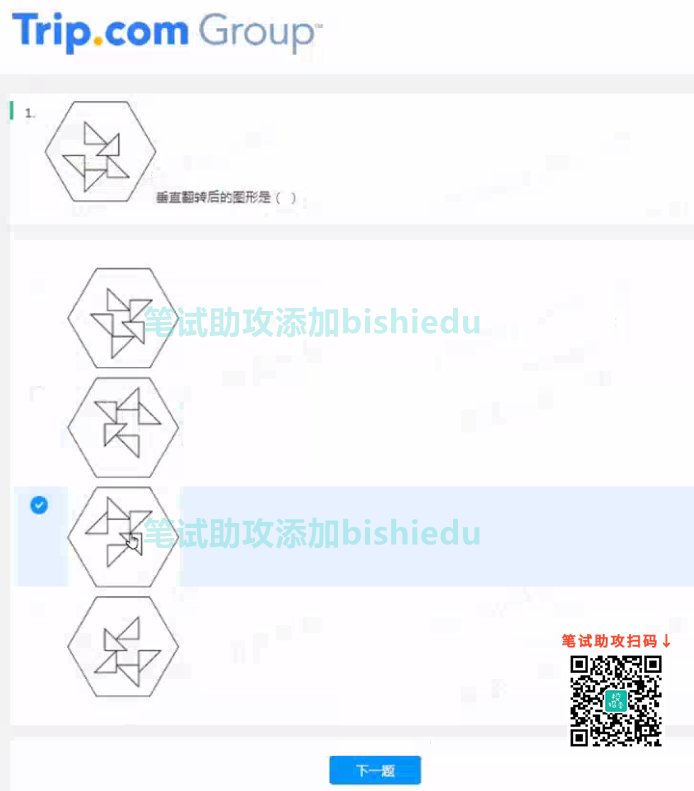 Trip.com Group™
1.
垂直翻转后的图形是（ ）
笔试助攻添加bishiedu
笔试助攻添加bishiedu
笔试助攻扫码↓
下一题